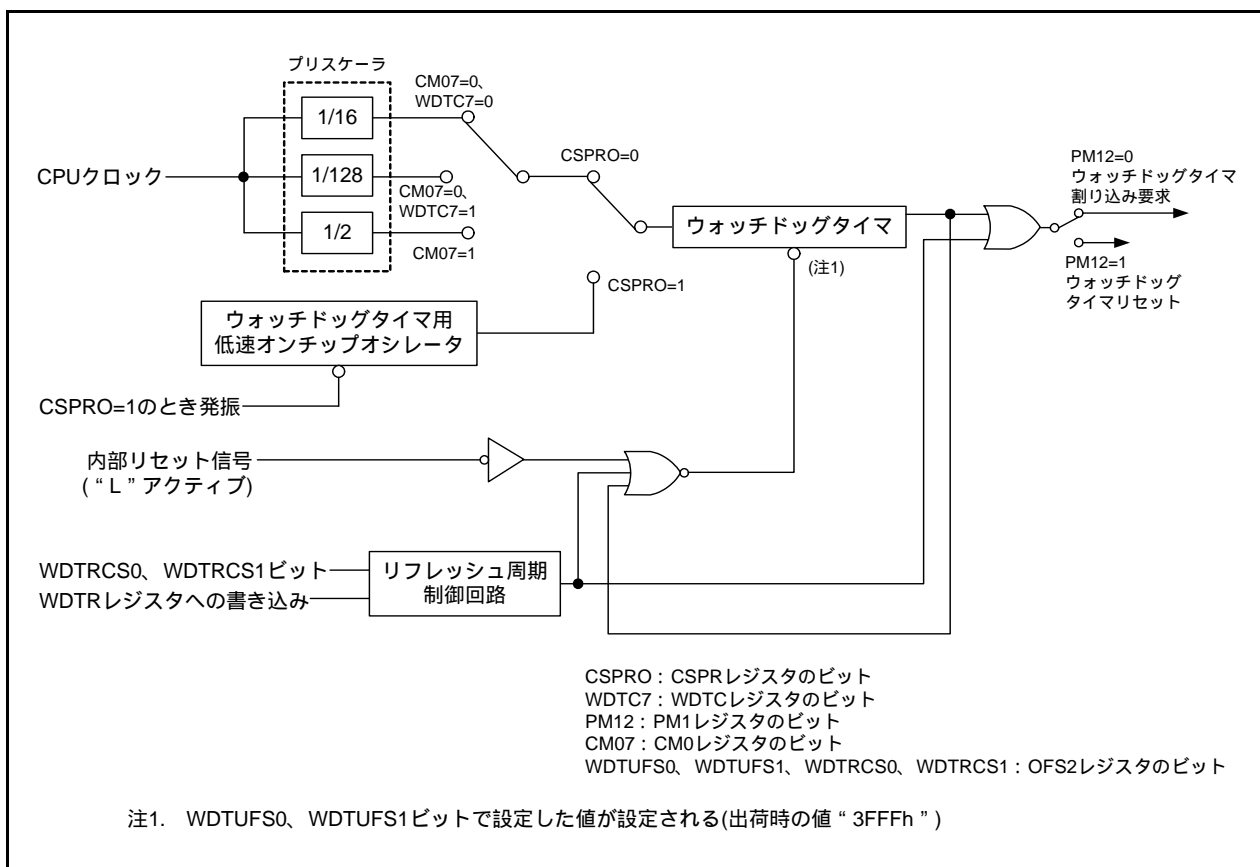 プリスケーラ
CM07=0、
WDTC7=0
1/16
CSPRO=0
PM12=0
ウォッチドッグタイマ
割り込み要求
CPUクロック
1/128
CM07=0、
WDTC7=1
ウォッチドッグタイマ
1/2
CM07=1
(注1)
PM12=1
ウォッチドッグ
タイマリセット
CSPRO=1
ウォッチドッグタイマ用
低速オンチップオシレータ
CSPRO=1のとき発振
内部リセット信号
( “ L ” アクティブ)
WDTRCS0、WDTRCS1ビット
WDTRレジスタへの書き込み
リフレッシュ周期
制御回路
CSPRO : CSPRレジスタのビット
WDTC7 : WDTCレジスタのビット
PM12 : PM1レジスタのビット
CM07 : CM0レジスタのビット
WDTUFS0、WDTUFS1、WDTRCS0、WDTRCS1 : OFS2レジスタのビット
注1. WDTUFS0、WDTUFS1ビットで設定した値が設定される(出荷時の値 “ 3FFFh ” )